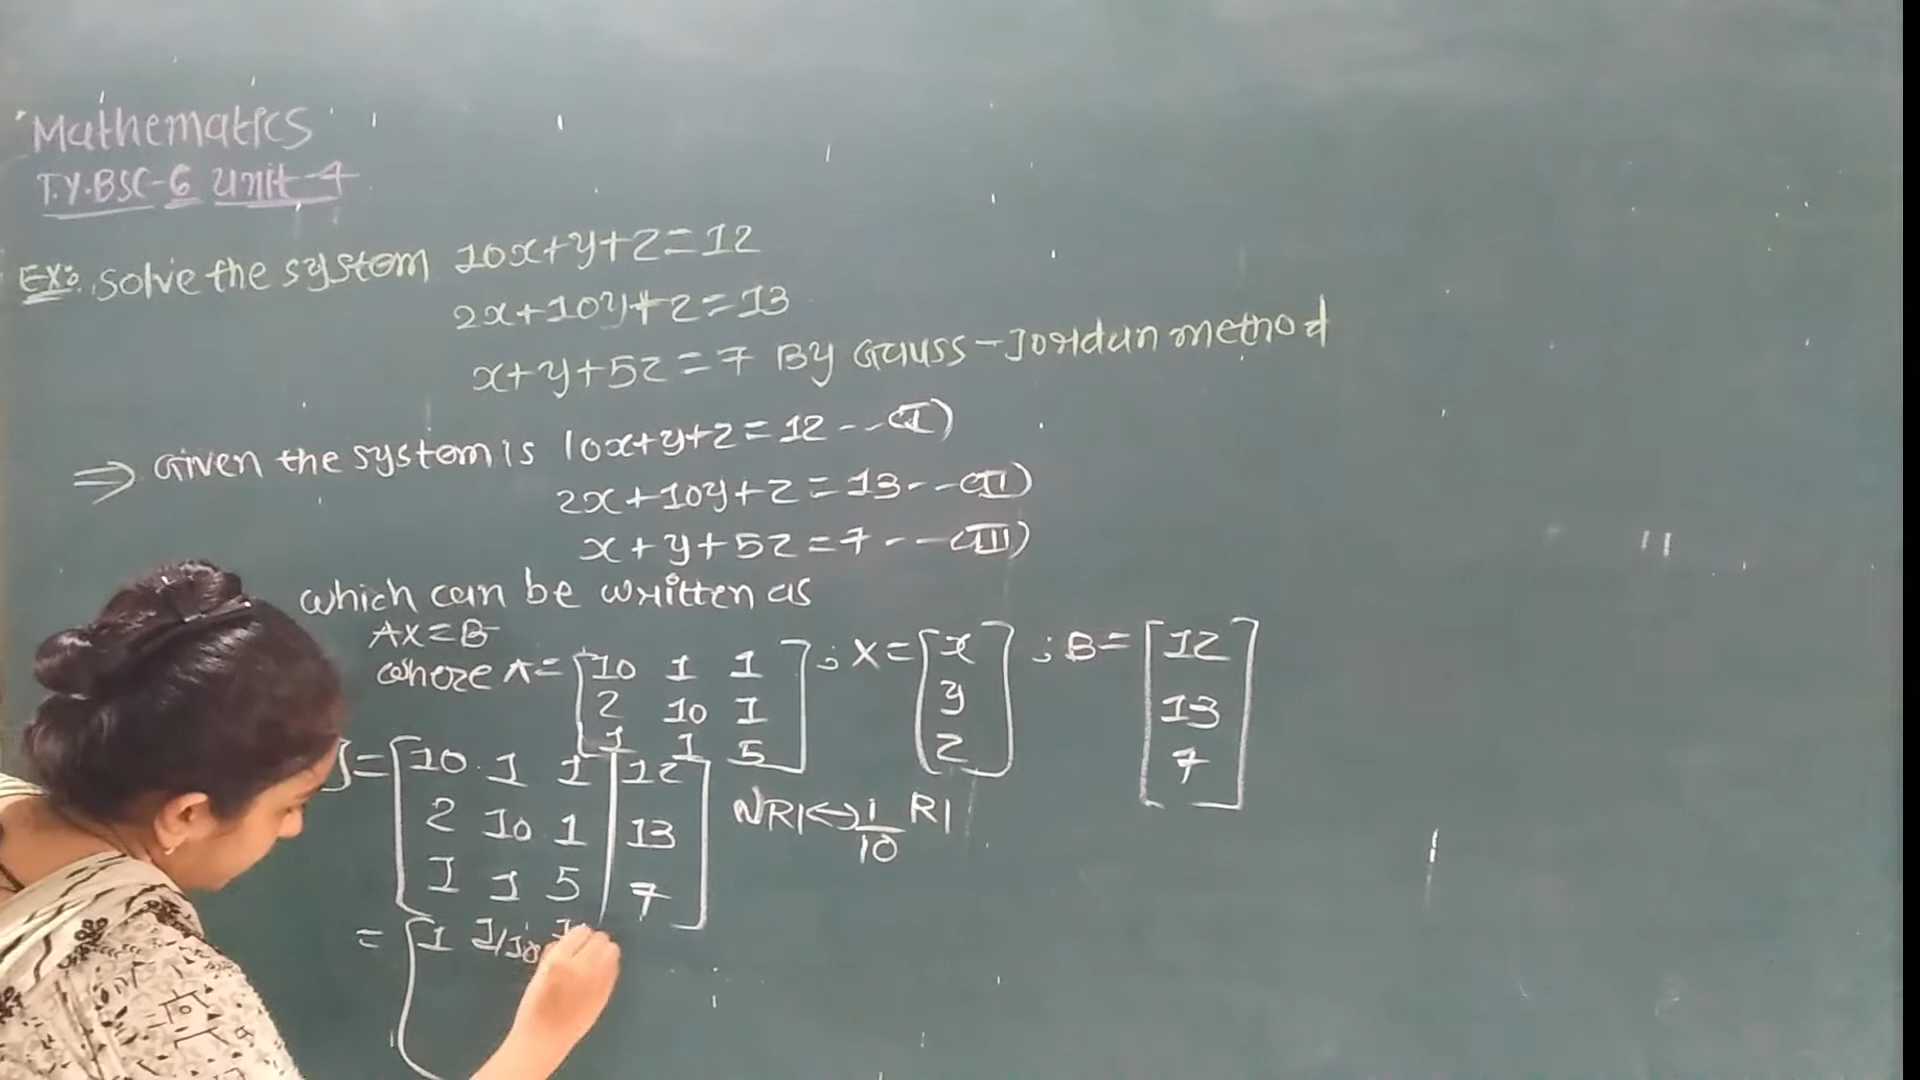 Mathematics
T.Y.BSC-6 Unit-4
Ex: Solve the system 10x+y+z=12
2x+10y+z=13
x+y+5z=7 By Gauss-Jordan method
⇒ Given the system is 10x+y+z=12--(I)
2x+10y+z=13--(II)
x+y+5z=7--(III)
which can be written as
AX=B
where A=[10 1 1; X=[x ; B=[12
2 10 1 y 13
1 1 5] z] 7]
]=[10 1 1 | 12
2 10 1 | 13 ~R1↔1/10 R1
1 1 5 | 7]
=[1 1/10